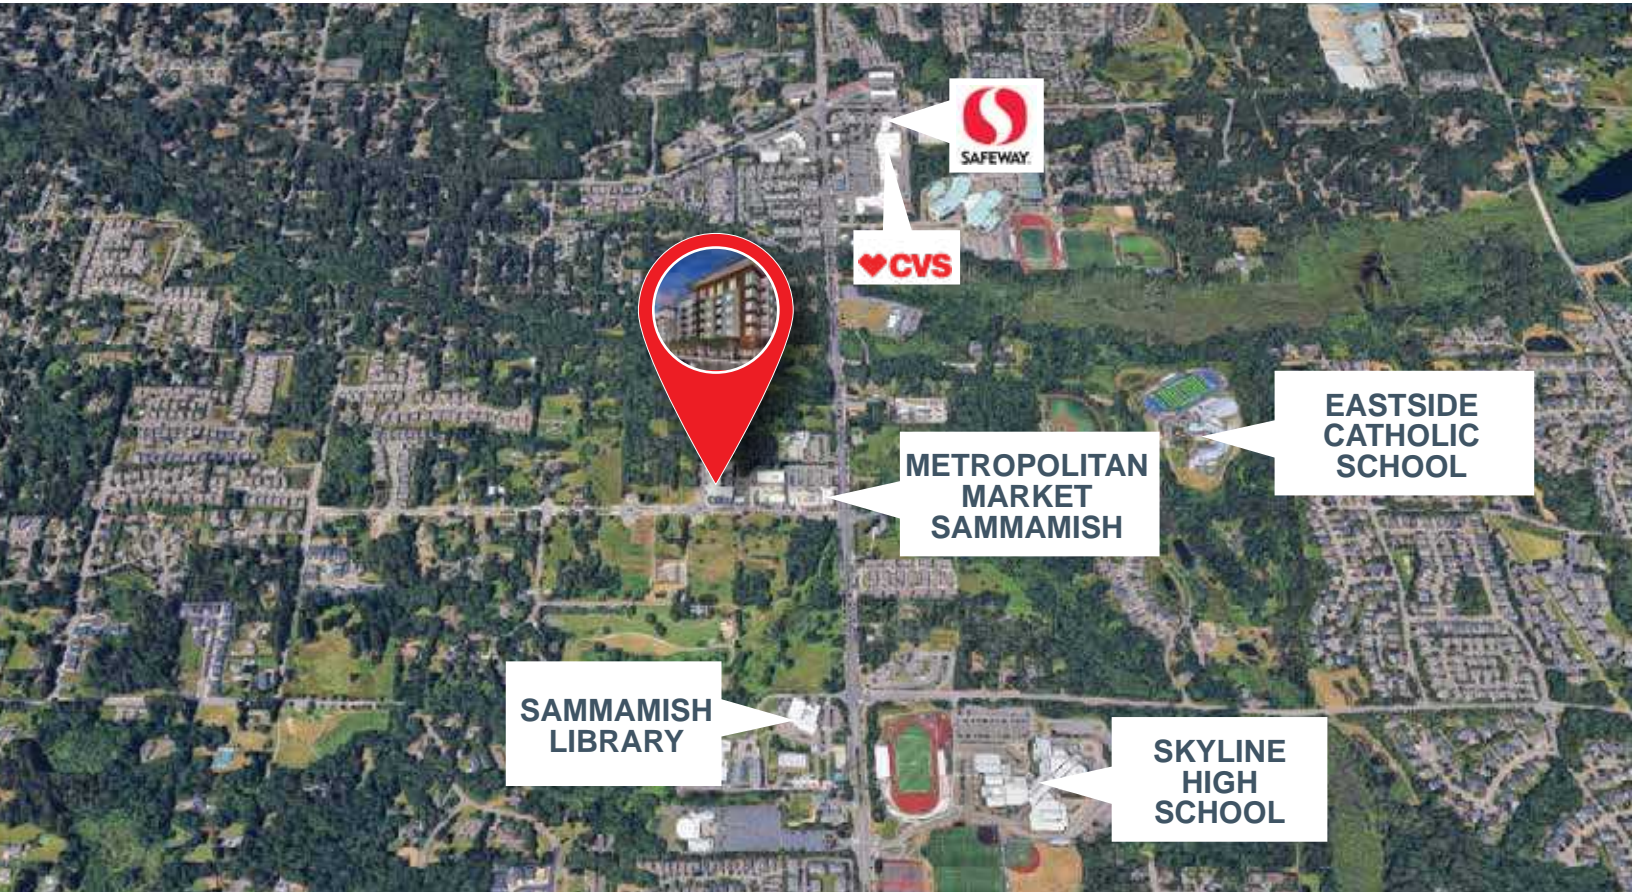 SAFEWAY
CVS
EASTSIDE
CATHOLIC
SCHOOL
METROPOLITAN
MARKET
SAMMAMISH
SAMMAMISH
LIBRARY
SKYLINE
HIGH
SCHOOL